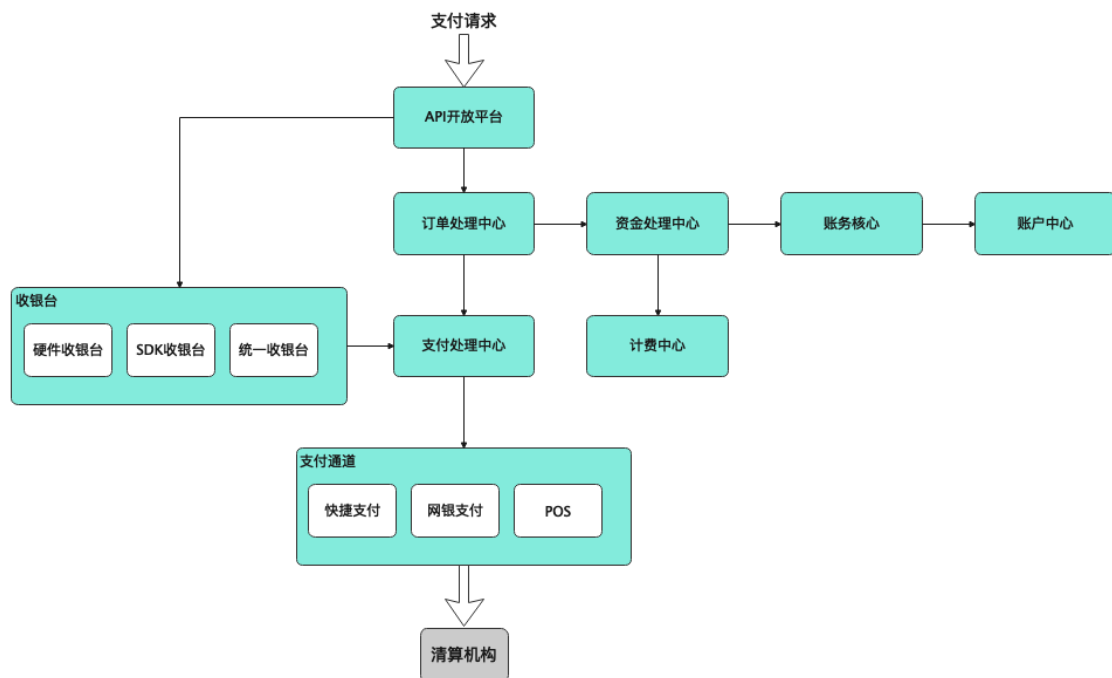 支付请求
API开放平台
订单处理中心
资金处理中心
账务核心
账户中心
收银台
硬件收银台
SDK收银台
统一收银台
支付处理中心
计费中心
支付通道
快捷支付
网银支付
POS
清算机构